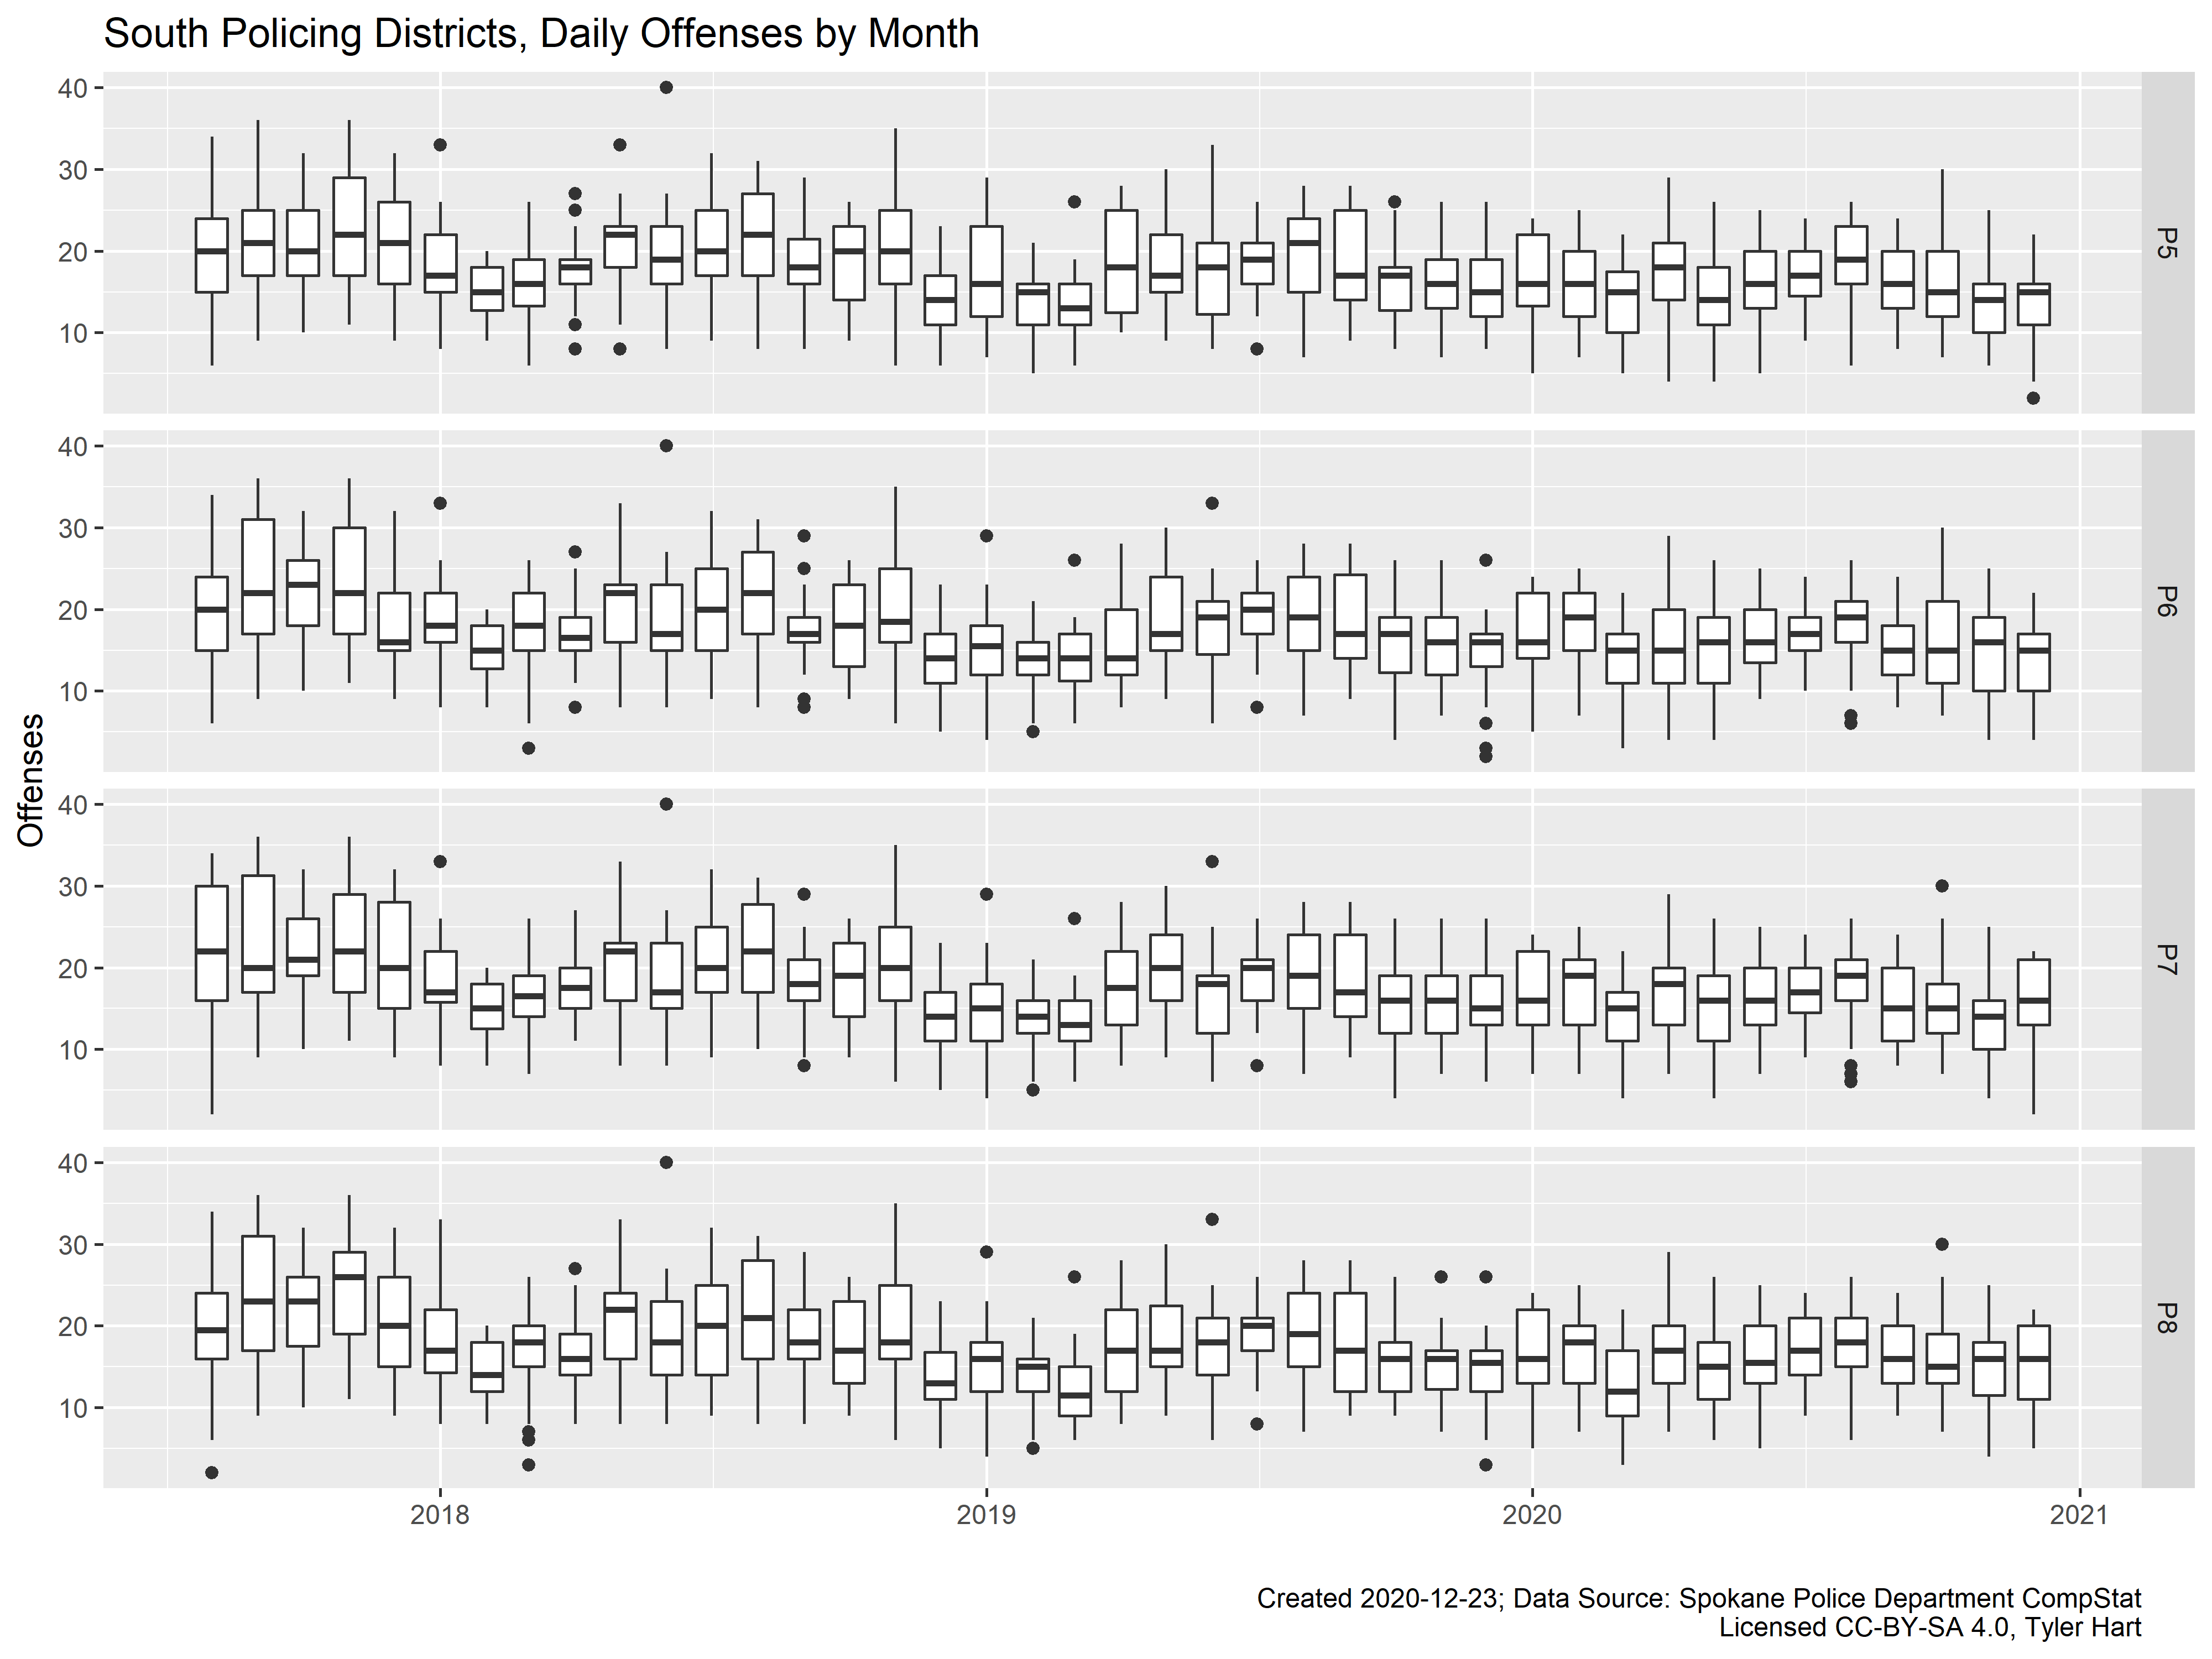 South Policing Districts, Daily Offenses by Month
Offenses
40
30
20
10
P5
40
30
20
10
P6
40
30
20
10
P7
40
30
20
10
P8
2018
2019
2020
2021
Created 2020-12-23; Data Source: Spokane Police Department CompStat
Licensed CC-BY-SA 4.0, Tyler Hart